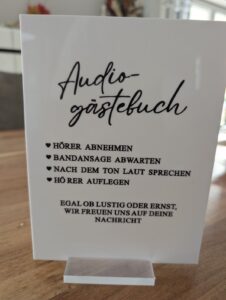 Audio-
gästebuch
♥ HÖRER ABNEHMEN
♥ BANDANSAGE ABWARTEN
♥ NACH DEM TON LAUT SPRECHEN
♥ HÖRER AUFLEGEN
EGAL OB LUSTIG ODER ERNST,
WIR FREUEN UNS AUF DEINE
NACHRICHT